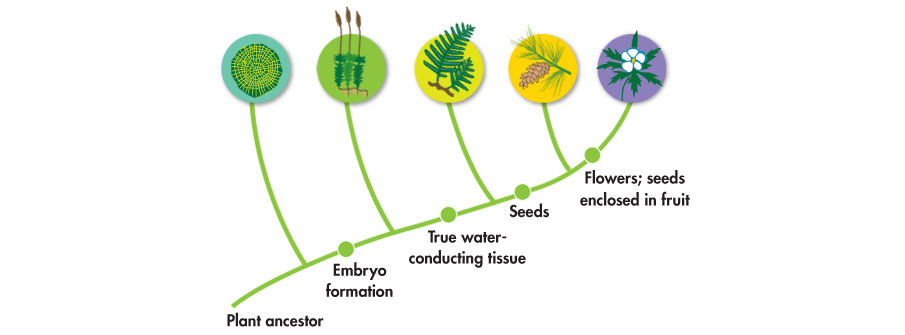 Flowers; seeds
enclosed in fruit
Seeds
True water-
conducting tissue
Embryo
formation
Plant ancestor